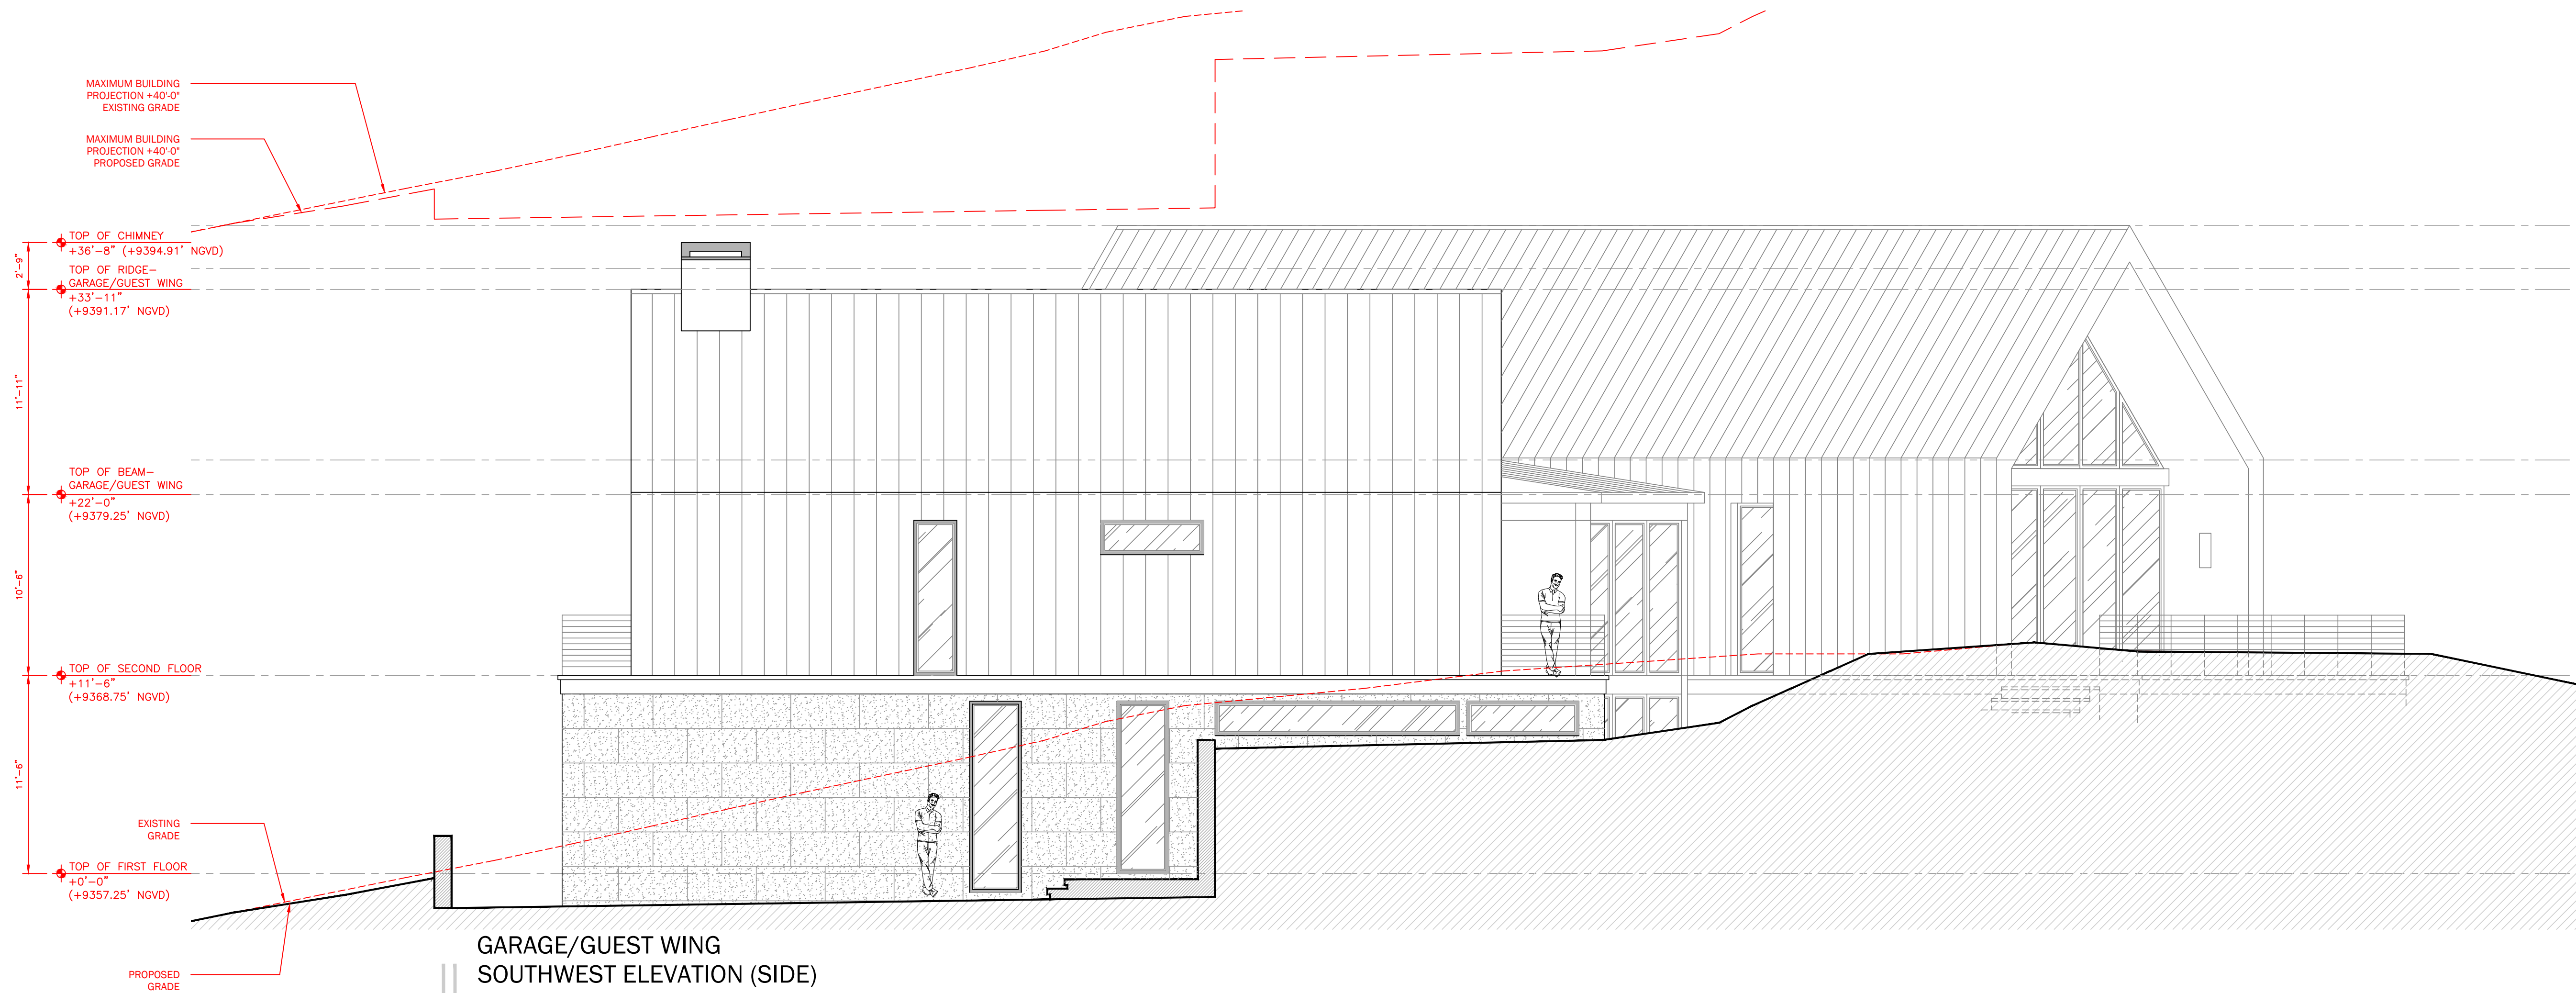 MAXIMUM BUILDING
PROJECTION +40'-0"
EXISTING GRADE
MAXIMUM BUILDING
PROJECTION +40'-0"
PROPOSED GRADE
TOP OF CHIMNEY
+36'-8" (+9394.91' NGVD)
2'-9"
TOP OF RIDGE-
GARAGE/GUEST WING
+33'-11"
(+9391.17' NGVD)
11'-11"
TOP OF BEAM-
GARAGE/GUEST WING
+22'-0"
(+9379.25' NGVD)
10'-6"
TOP OF SECOND FLOOR
+11'-6"
(+9368.75' NGVD)
11'-6"
EXISTING
GRADE
TOP OF FIRST FLOOR
+0'-0"
(+9357.25' NGVD)
PROPOSED
GRADE
GARAGE/GUEST WING
SOUTHWEST ELEVATION (SIDE)